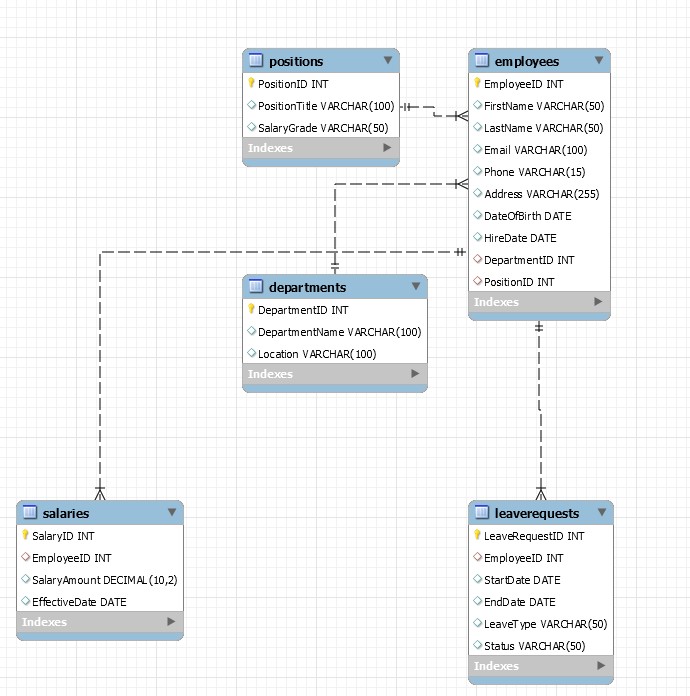 positions
PositionID INT
PositionTitle VARCHAR(100)
SalaryGrade VARCHAR(50)
Indexes
employees
EmployeeID INT
FirstName VARCHAR(50)
LastName VARCHAR(50)
Email VARCHAR(100)
Phone VARCHAR(15)
Address VARCHAR(255)
DateOfBirth DATE
HireDate DATE
DepartmentID INT
PositionID INT
Indexes
departments
DepartmentID INT
DepartmentName VARCHAR(100)
Location VARCHAR(100)
Indexes
salaries
SalaryID INT
EmployeeID INT
SalaryAmount DECIMAL(10,2)
EffectiveDate DATE
Indexes
leaverequests
LeaveRequestID INT
EmployeeID INT
StartDate DATE
EndDate DATE
LeaveType VARCHAR(50)
Status VARCHAR(50)
Indexes